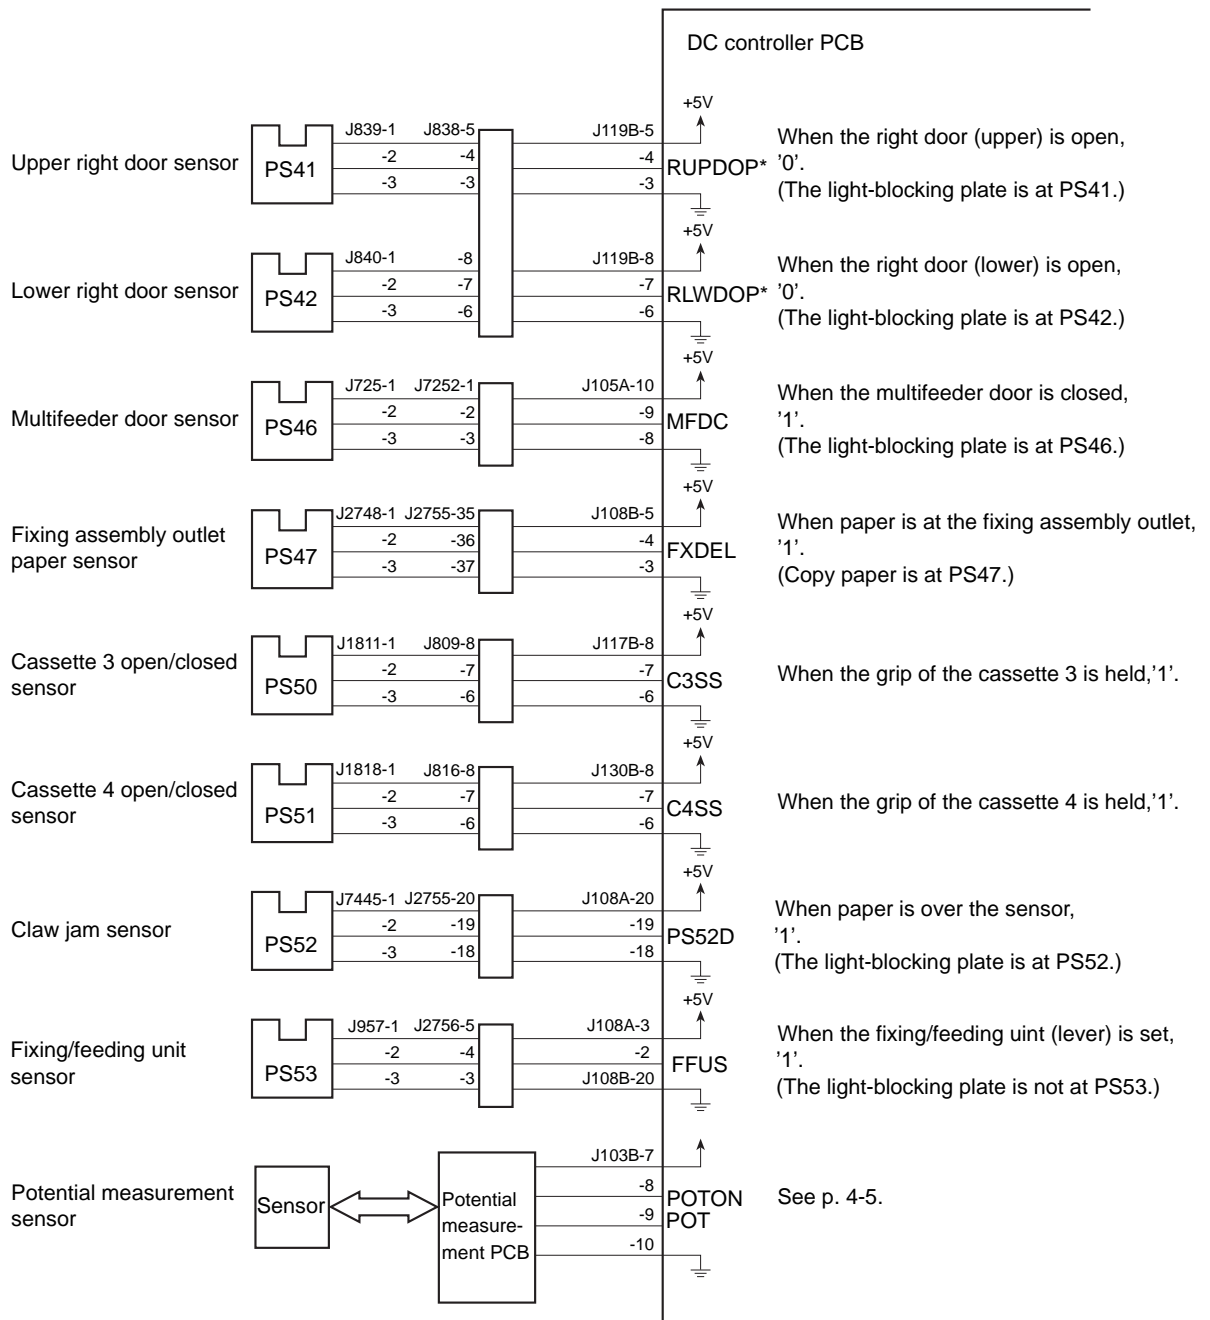 DC controller PCB
+5V
J839-1 J838-5 J119B-5
Upper right door sensor
PS41
-2 -4 -4
-3 -3 -3
RUPDOP*
When the right door (upper) is open,
'0'.
(The light-blocking plate is at PS41.)
+5V
J840-1 -8 J119B-8
Lower right door sensor
PS42
-2 -7 -7
-3 -6 -6
RLWDOP*
When the right door (lower) is open,
'0'.
(The light-blocking plate is at PS42.)
+5V
J725-1 J7252-1 J105A-10
Multifeeder door sensor
PS46
-2 -2 -9
-3 -3 -8
MFDC
When the multifeeder door is closed,
'1'.
(The light-blocking plate is at PS46.)
+5V
J2748-1 J2755-35 J108B-5
Fixing assembly outlet
paper sensor
PS47
-2 -36 -4
-3 -37 -3
FXDEL
When paper is at the fixing assembly outlet,
'1'.
(Copy paper is at PS47.)
+5V
J1811-1 J809-8 J117B-8
Cassette 3 open/closed
sensor
PS50
-2 -7 -7
-3 -6 -6
C3SS
When the grip of the cassette 3 is held,'1'.
+5V
J1818-1 J816-8 J130B-8
Cassette 4 open/closed
sensor
PS51
-2 -7 -7
-3 -6 -6
C4SS
When the grip of the cassette 4 is held,'1'.
+5V
J7445-1 J2755-20 J108A-20
Claw jam sensor
PS52
-2 -19 -19
-3 -18 -18
PS52D
When paper is over the sensor,
'1'.
(The light-blocking plate is at PS52.)
+5V
J957-1 J2756-5 J108A-3
Fixing/feeding unit
sensor
PS53
-2 -4 -2
-3 -3 J108B-20
FFUS
When the fixing/feeding uint (lever) is set,
'1'.
(The light-blocking plate is not at PS53.)
J103B-7
Potential measurement
sensor
Sensor
Potential
measure-
ment PCB
-8
-9
-10
POTON
POT
See p. 4-5.